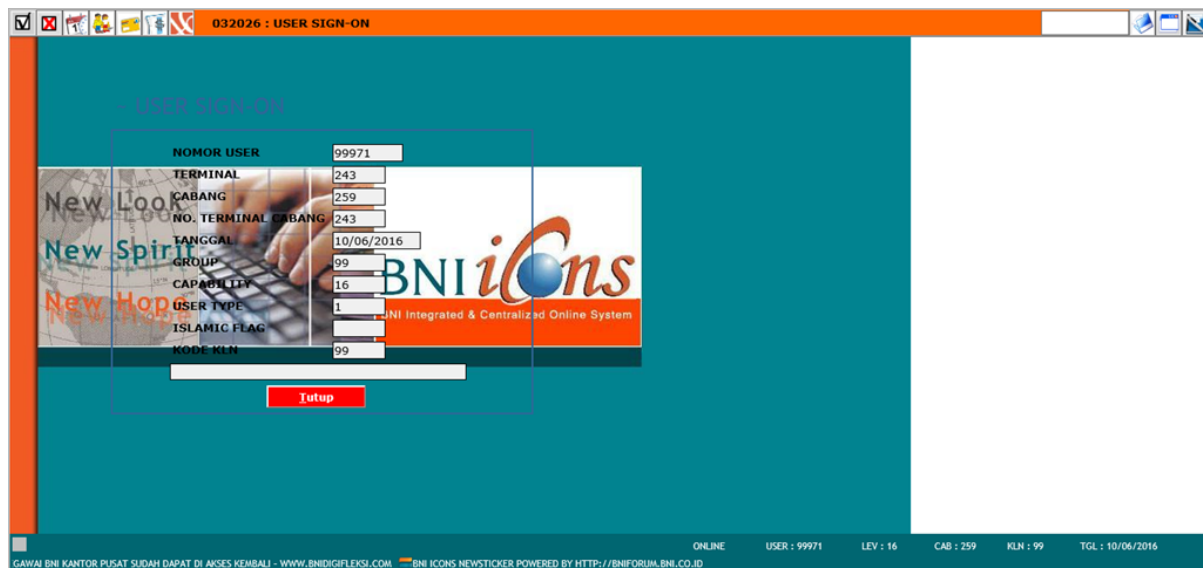 032026 : USER SIGN-ON
- USER SIGN-ON
NOMOR USER 99971
TERMINAL 243
CABANG 259
NO. TERMINAL CABANG 243
TANGGAL 10/06/2016
GROUP 99
CAPABILITY 16
USER TYPE 1
ISLAMIC FLAG
KODE KLN 99
Tutup
New Look
New Spirit
New Hope
BNI icons
BNI Integrated & Centralized Online System
ONLINE USER : 99971 LEV : 16 CAB : 259 KLN : 99 TGL : 10/06/2016
GAWAI BNI KANTOR PUSAT SUDAH DAPAT DI AKSES KEMBALI - WWW.BNIDIGIFLEKSI.COM BNI ICONS NEWSTICKER POWERED BY HTTP://BNIFORUM.BNI.CO.ID